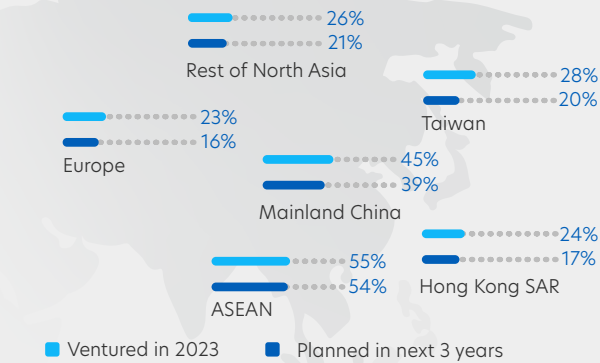 26%
21%
Rest of North Asia
28%
20%
Taiwan
23%
16%
Europe
45%
39%
Mainland China
24%
17%
Hong Kong SAR
55%
54%
ASEAN
Ventured in 2023
Planned in next 3 years